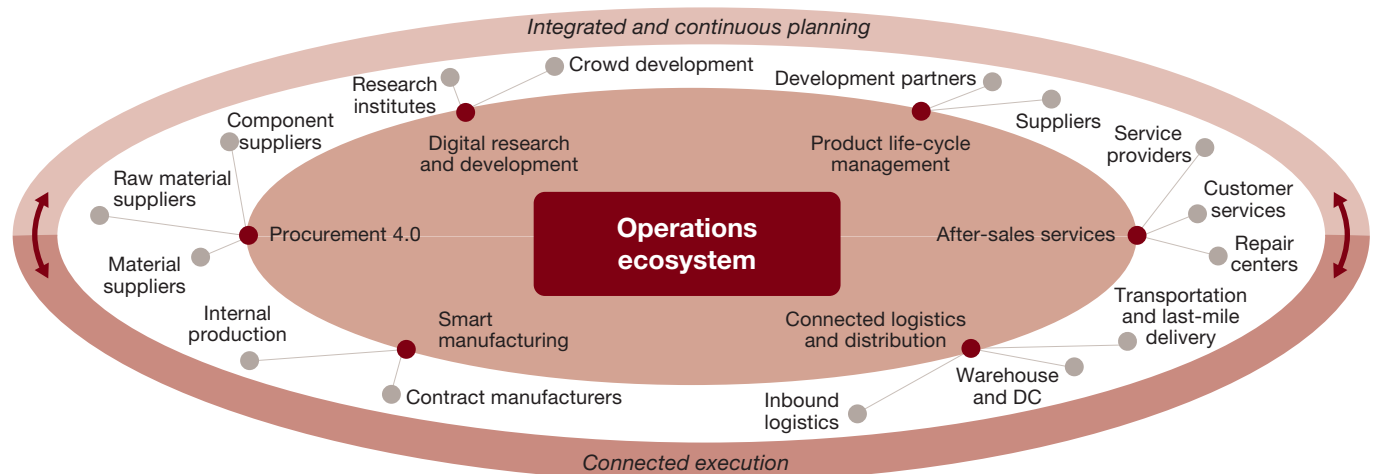 Integrated and continuous planning
Research
institutes
Crowd development
Development partners
Suppliers
Component
suppliers
Digital research
and development
Product life-cycle
management
Service
providers
Raw material
suppliers
Customer
services
Procurement 4.0
Operations
ecosystem
After-sales services
Repair
centers
Material
suppliers
Internal
production
Smart
manufacturing
Connected logistics
and distribution
Transportation
and last-mile
delivery
Contract manufacturers
Warehouse
and DC
Inbound
logistics
Connected execution